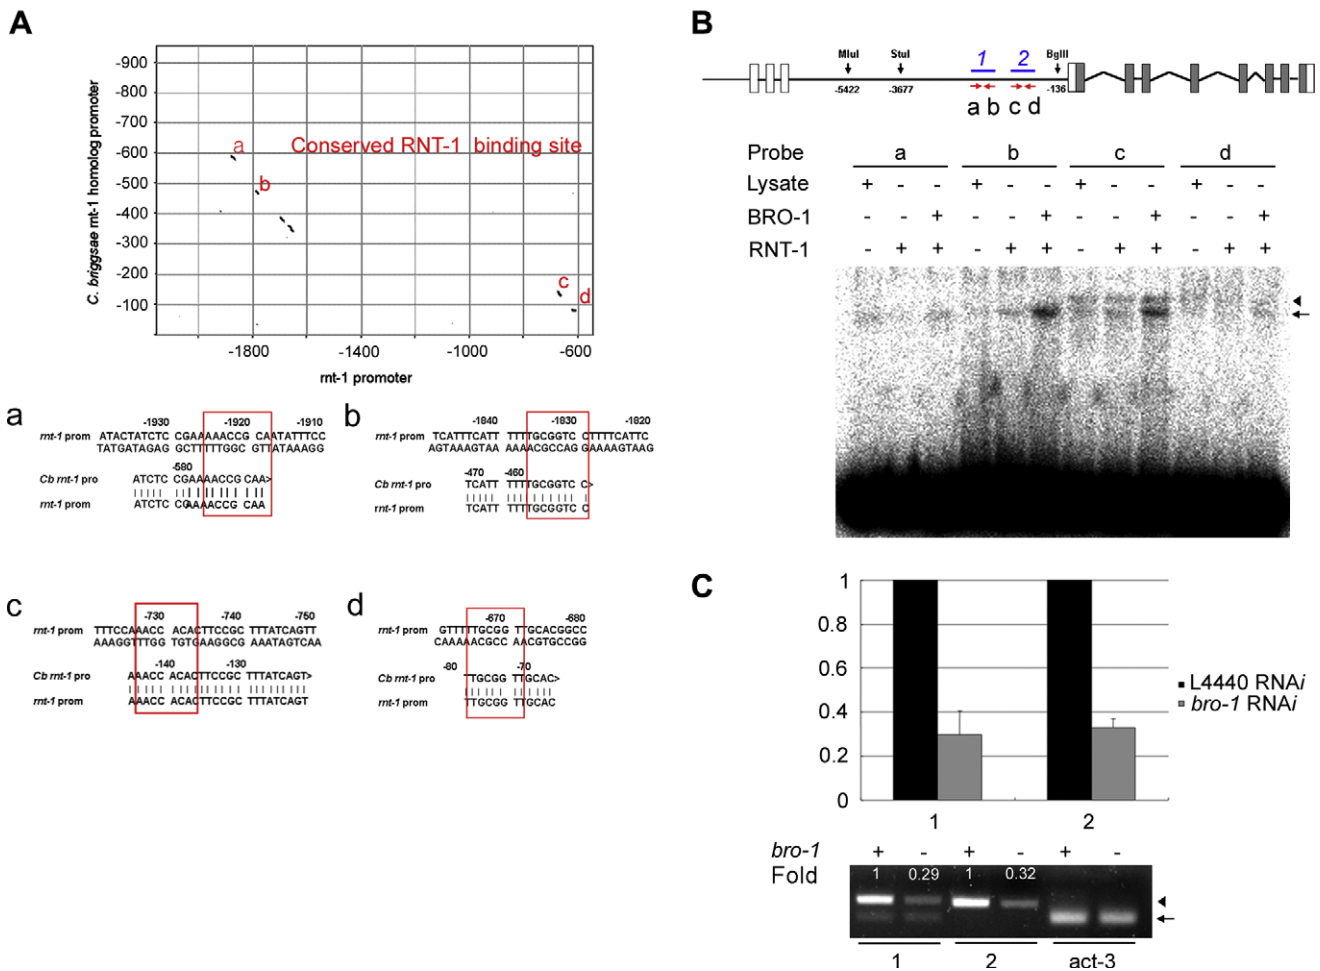 A
-900
-800
-700
-600
-500
-400
-300
-200
-100
C. briggsae rnt-1 homolog promoter
a
Conserved RNT-1 binding site
b
c
d
-1800
-1400
-1000
-600
rnt-1 promoter
a
-1930 -1920 -1910
rnt-1 prom ATACTATCTC CGAAAAACCG CAATATTTCC
TATGATAGAG GCTTTTTGGC GTTATAAAGG
-580
Cb rnt-1 pro ATCTC CGAAAAACCG CAA>
rnt-1 prom ATCTC CGAAAACCG CAA
b
-1840 -1830 -1820
rnt-1 prom TCATTTCATT TTTTGCGGTC CTTTTCATTC
AGTAAAGTAA AAAACGCCAG GAAAAGTAAG
-470 -460
Cb rnt-1 pro TCATT TTTTGCGGTC C>
rnt-1 prom TCATT TTTTGCGGTC C
c
-730 -740 -750
rnt-1 prom TTTCCAAACC ACACTTCCGC TTTATCAGTT
AAAGGTTTGG TGTGAAGGCG AAATAGTCAA
-140 -130
Cb rnt-1 pro AAACC ACACTTCCGC TTTATCAGT>
rnt-1 prom AAACC ACACTTCCGC TTTATCAGT
d
-670 -680
rnt-1 prom GTTTTTGCGG TTGCACGGCC
CAAAAACGCC AACGTGCCGG
-80 -70
Cb rnt-1 pro TTGCGG TTGCAC>
rnt-1 prom TTGCGG TTGCAC
B
MluI StuI 1 2 BglII
-5422 -3677 -136
a b c d
Probe a b c d
Lysate + - - + - - + - - + - -
BRO-1 - - + - - + - - + - - +
RNT-1 - + + - + + - + + - + +
C
1
0.8
0.6
0.4
0.2
0
L4440 RNAi
bro-1 RNAi
1 2
bro-1 + - + - + -
Fold 1 0.29 1 0.32
1 2 act-3